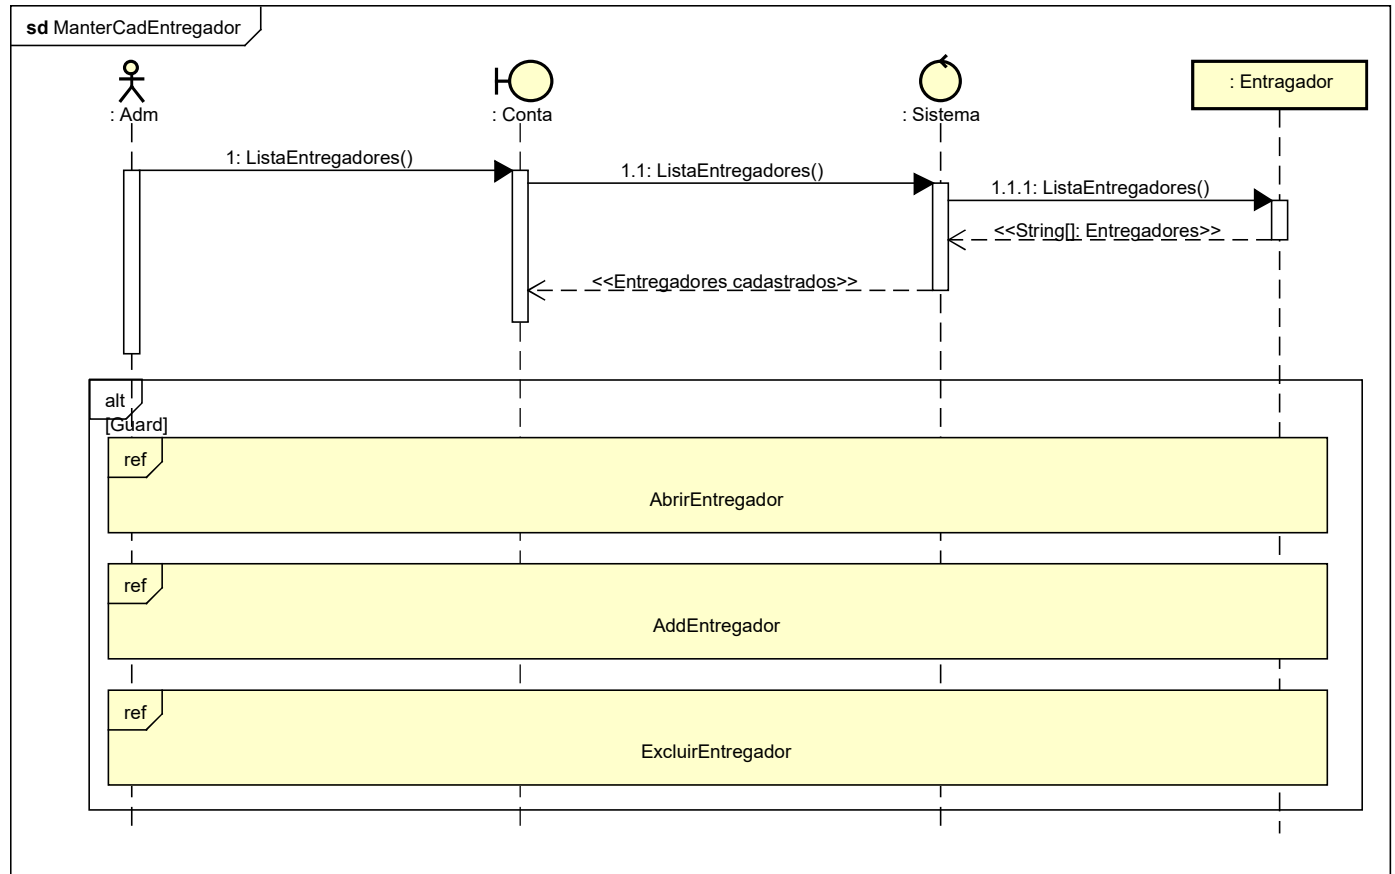 sd ManterCadEntregador
: Adm
: Conta
: Sistema
: Entragador
1: ListaEntregadores()
1.1: ListaEntregadores()
1.1.1: ListaEntregadores()
<<String[]: Entregadores>>
<<Entregadores cadastrados>>
alt
[Guard]
ref
AbrirEntregador
ref
AddEntregador
ref
ExcluirEntregador